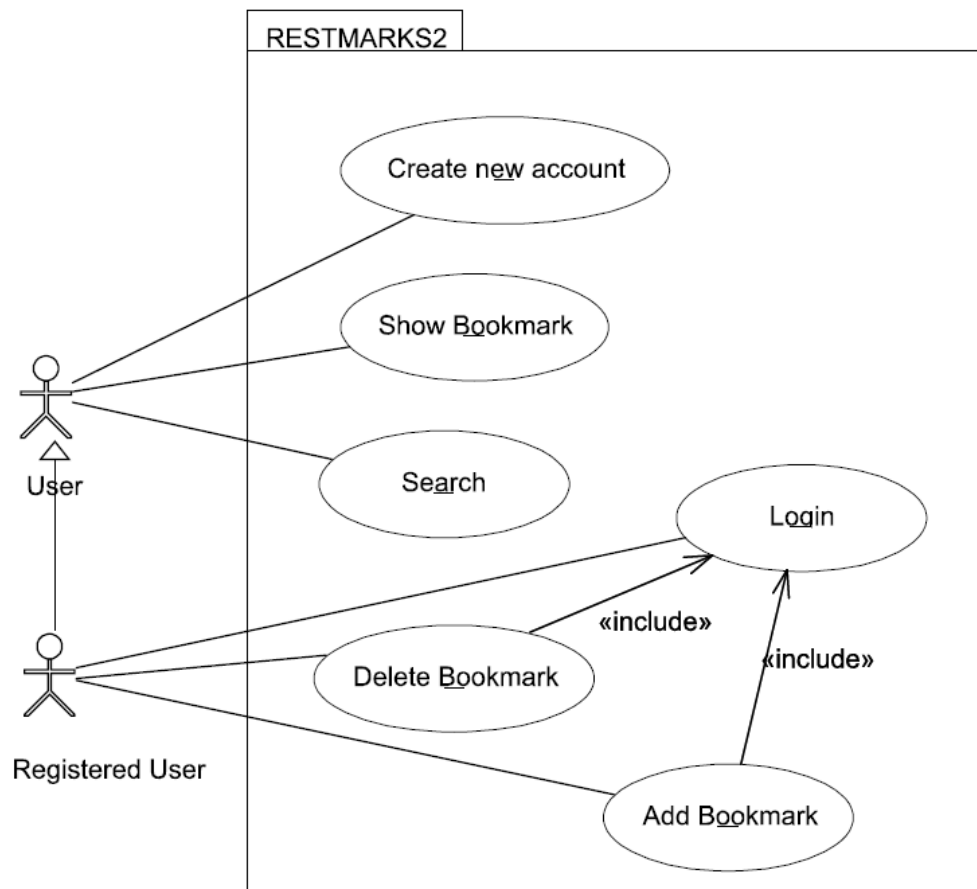 RESTMARKS2
Create new account
Show Bookmark
User
Search
Login
«include»
«include»
Delete Bookmark
Registered User
Add Bookmark